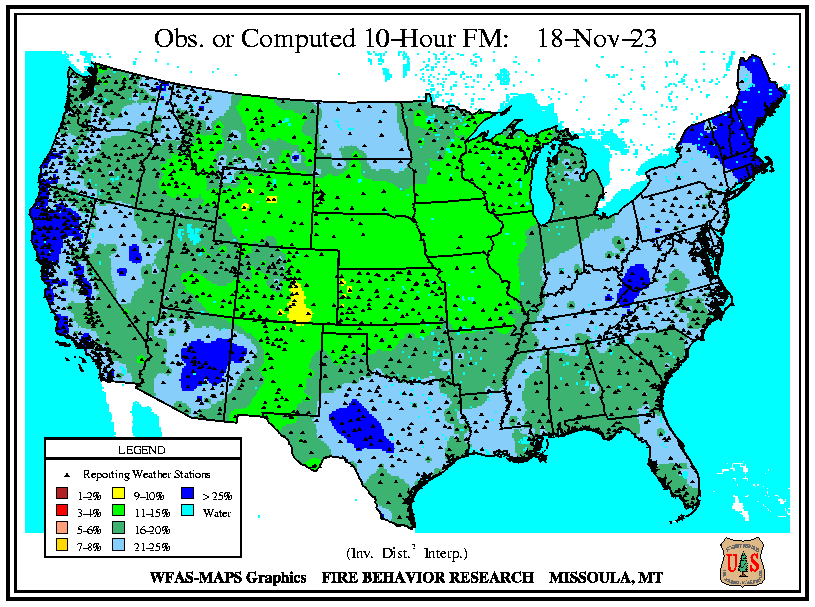 Obs. or Computed 10-Hour FM: 18-Nov-23
LEGEND
Reporting Weather Stations
1-2% 9-10% > 25%
3-4% 11-15% Water
5-6% 16-20%
7-8% 21-25%
(Inv. Dist.² Interp.)
WFAS-MAPS Graphics FIRE BEHAVIOR RESEARCH MISSOULA, MT
U S